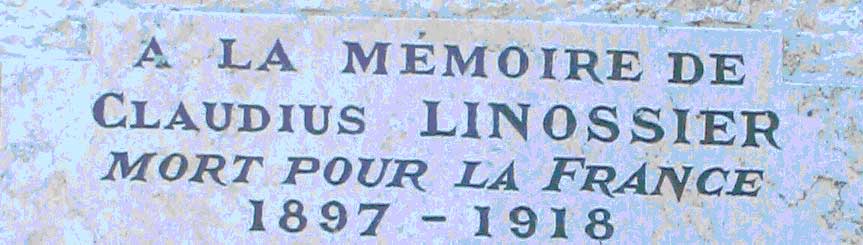 A LA MÉMOIRE DE
CLAUDIUS LINOSSIER
MORT POUR LA FRANCE
1897 - 1918